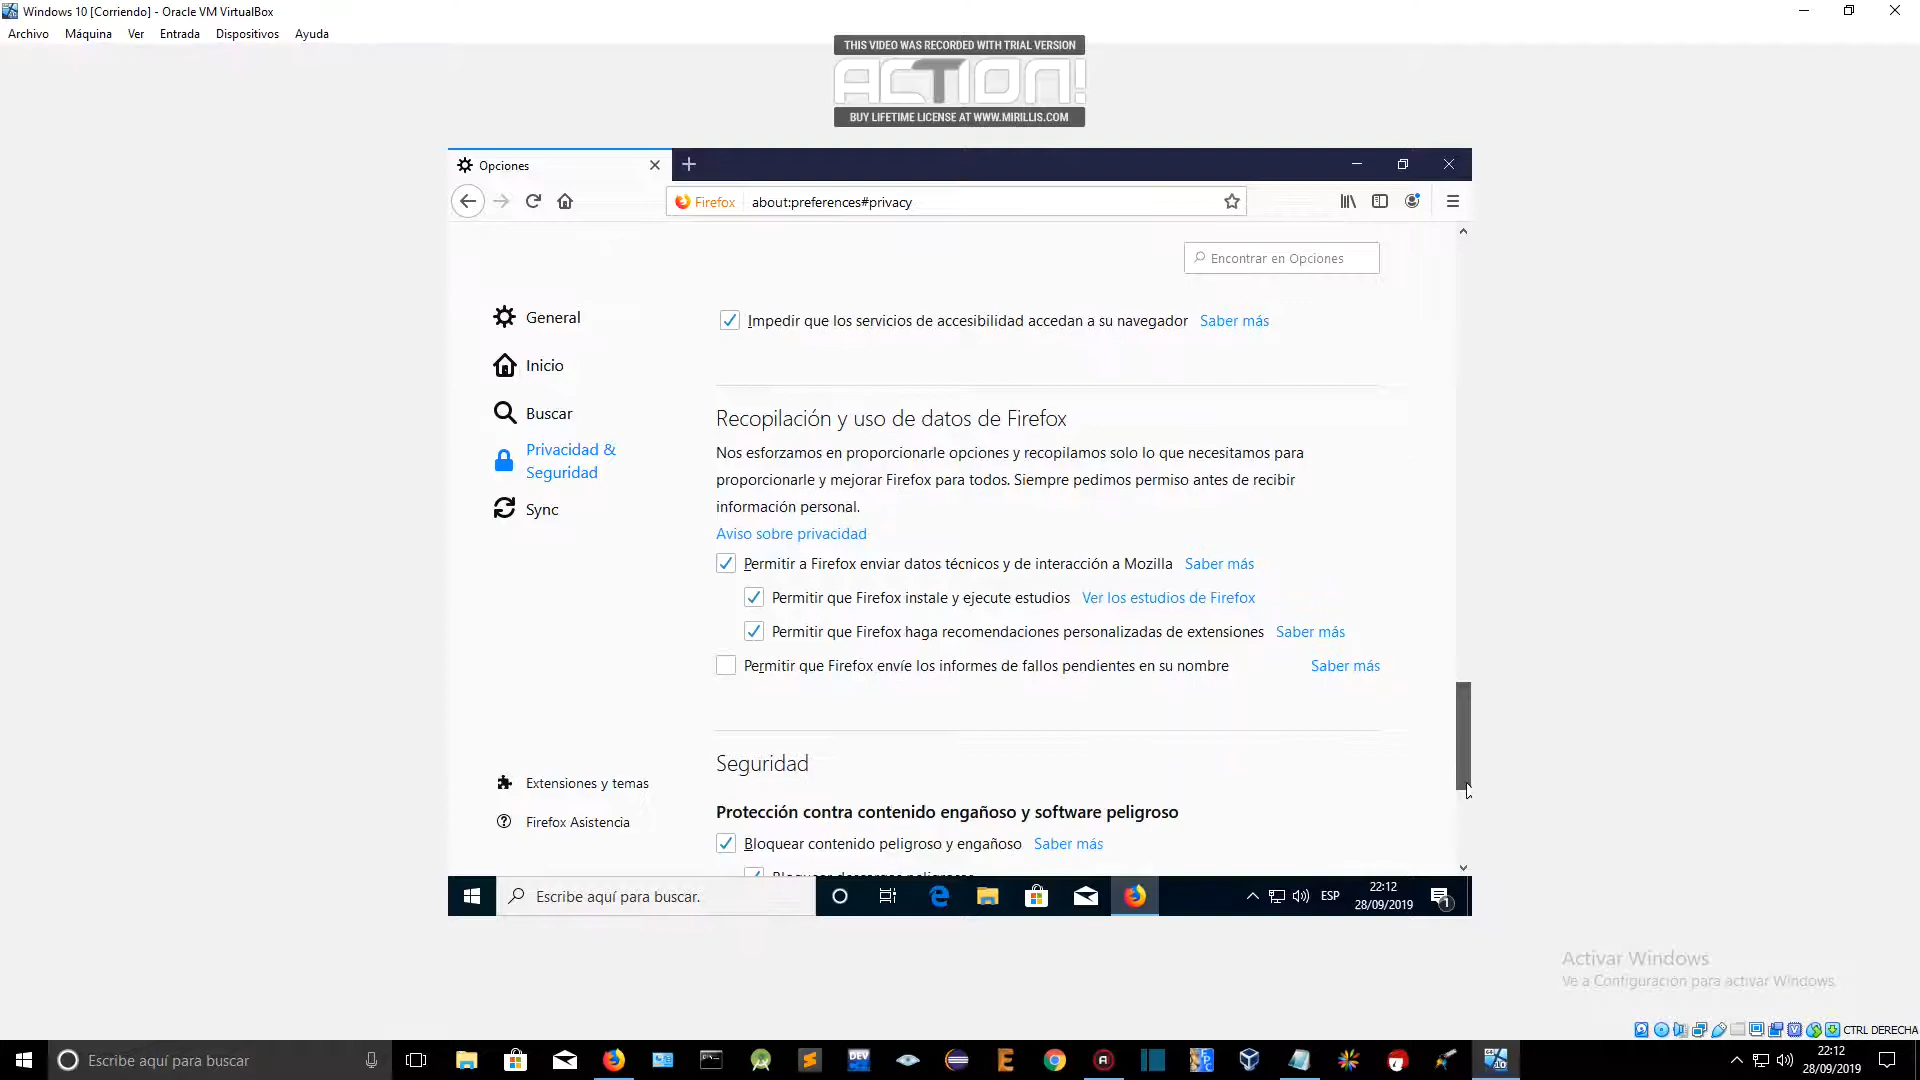 Windows 10 [Corriendo] - Oracle VM VirtualBox
Archivo Máquina Ver Entrada Dispositivos Ayuda
THIS VIDEO WAS RECORDED WITH TRIAL VERSION
ACTION!
BUY LIFETIME LICENSE AT WWW.MIRILLIS.COM
Opciones
Firefox about:preferences#privacy
Encontrar en Opciones
General
Inicio
Buscar
Privacidad &
Seguridad
Sync
Extensiones y temas
Firefox Asistencia
Impedir que los servicios de accesibilidad accedan a su navegador Saber más
Recopilación y uso de datos de Firefox
Nos esforzamos en proporcionarle opciones y recopilamos solo lo que necesitamos para
proporcionarle y mejorar Firefox para todos. Siempre pedimos permiso antes de recibir
información personal.
Aviso sobre privacidad
Permitir a Firefox enviar datos técnicos y de interacción a Mozilla Saber más
Permitir que Firefox instale y ejecute estudios Ver los estudios de Firefox
Permitir que Firefox haga recomendaciones personalizadas de extensiones Saber más
Permitir que Firefox envíe los informes de fallos pendientes en su nombre Saber más
Seguridad
Protección contra contenido engañoso y software peligroso
Bloquear contenido peligroso y engañoso Saber más
Escribe aquí para buscar.
ESP
22:12
28/09/2019
1
Activar Windows
Ve a Configuración para activar Windows.
CTRL DERECHA
Escribe aquí para buscar
DEV
22:12
28/09/2019